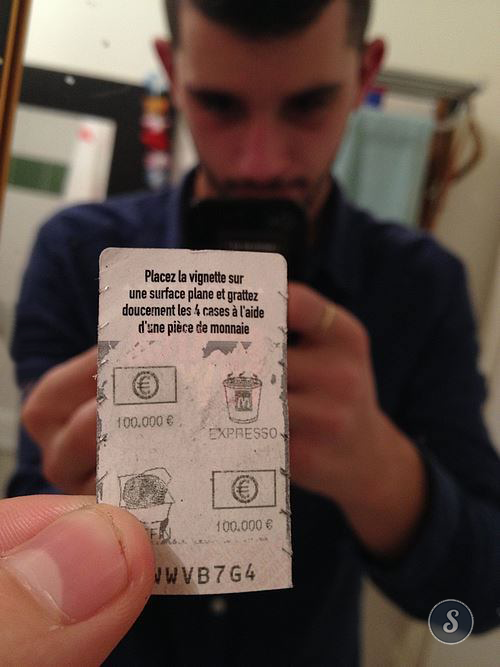 Placez la vignette sur
une surface plane et grattez
doucement les 4 cases à l'aide
d'une pièce de monnaie
€
M
100.000 €
EXPRESSO
€
100.000 €
WVB7G4
S